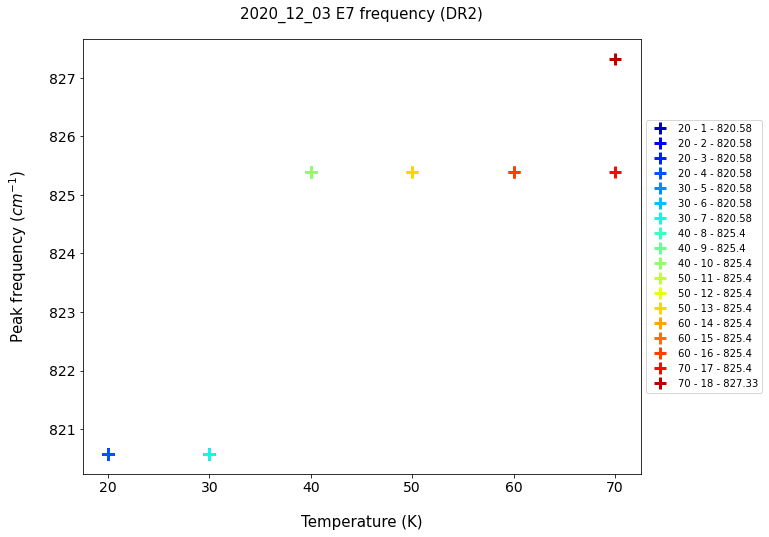 2020_12_03 E7 frequency (DR2)
827
826
825
824
823
822
821
Peak frequency (cm⁻¹)
20 30 40 50 60 70
Temperature (K)
20 - 1 - 820.58
20 - 2 - 820.58
20 - 3 - 820.58
20 - 4 - 820.58
30 - 5 - 820.58
30 - 6 - 820.58
30 - 7 - 820.58
40 - 8 - 825.4
40 - 9 - 825.4
40 - 10 - 825.4
50 - 11 - 825.4
50 - 12 - 825.4
50 - 13 - 825.4
60 - 14 - 825.4
60 - 15 - 825.4
60 - 16 - 825.4
70 - 17 - 825.4
70 - 18 - 827.33